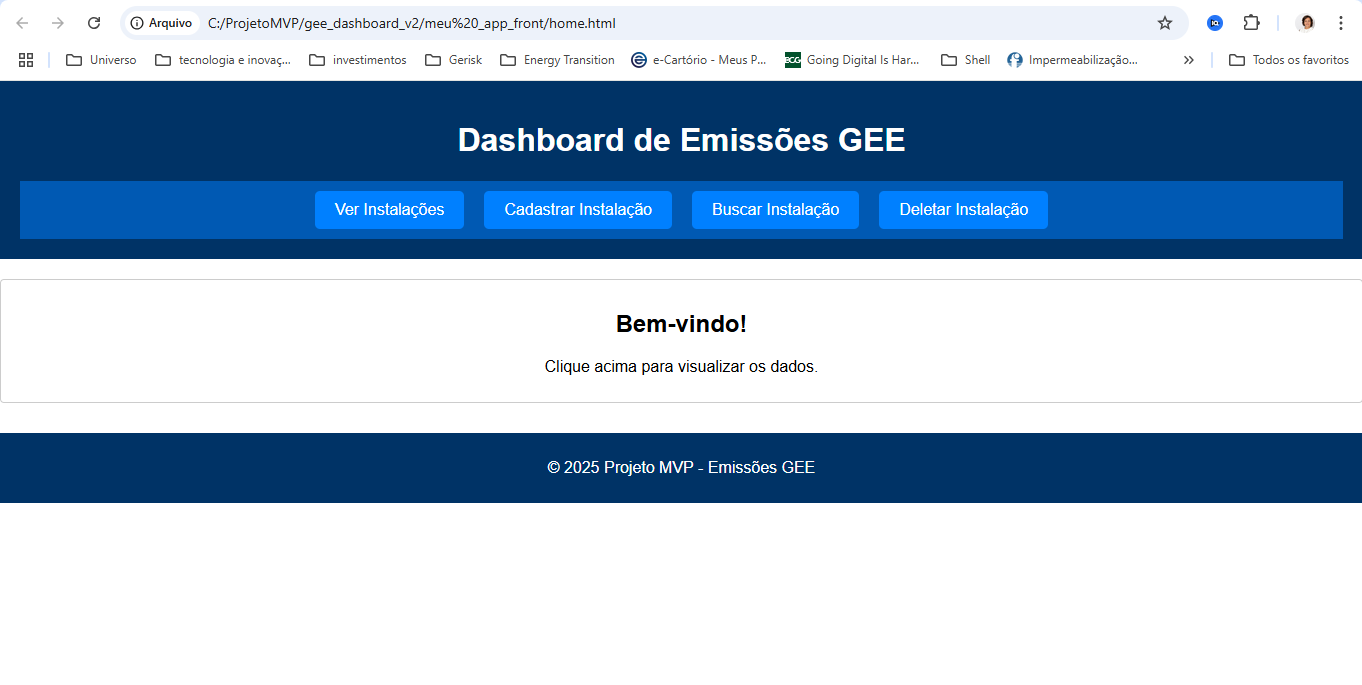 Arquivo C:/ProjetoMVP/gee_dashboard_v2/meu%20_app_front/home.html
Universo tecnologia e inovaç... investimentos Gerisk Energy Transition e-Cartório - Meus P... BCG Going Digital Is Har... Shell Impermeabilização... » Todos os favoritos
Dashboard de Emissões GEE
Ver Instalações Cadastrar Instalação Buscar Instalação Deletar Instalação
Bem-vindo!
Clique acima para visualizar os dados.
© 2025 Projeto MVP - Emissões GEE